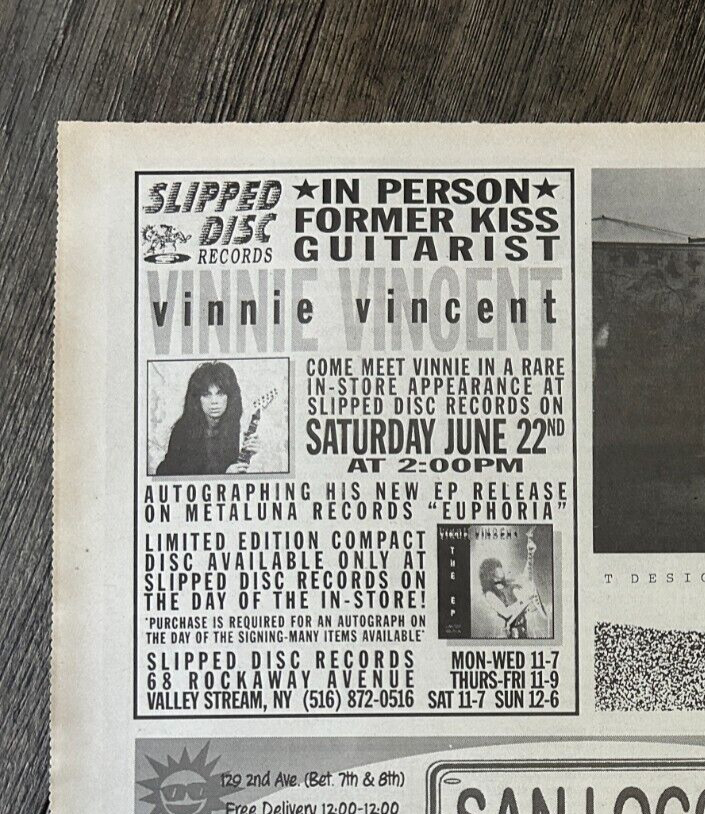 SLIPPED
DISC
RECORDS
★IN PERSON★
FORMER KISS
GUITARIST
VINNIE VINCENT
vinnie vincent
COME MEET VINNIE IN A RARE
IN-STORE APPEARANCE AT
SLIPPED DISC RECORDS ON
SATURDAY JUNE 22ND
AT 2:00PM
AUTOGRAPHING HIS NEW EP RELEASE
ON METALUNA RECORDS "EUPHORIA"
LIMITED EDITION COMPACT
DISC AVAILABLE ONLY AT
SLIPPED DISC RECORDS ON
THE DAY OF THE IN-STORE!
VINNIE VINCENT
THE EP
*PURCHASE IS REQUIRED FOR AN AUTOGRAPH ON
THE DAY OF THE SIGNING-MANY ITEMS AVAILABLE*
SLIPPED DISC RECORDS
68 ROCKAWAY AVENUE
VALLEY STREAM, NY (516) 872-0516
MON-WED 11-7
THURS-FRI 11-9
SAT 11-7 SUN 12-6
T DESIG
129 2nd Ave. (Bet. 7th & 8th)
Free Delivery 12:00-12:00
SAN LOCO